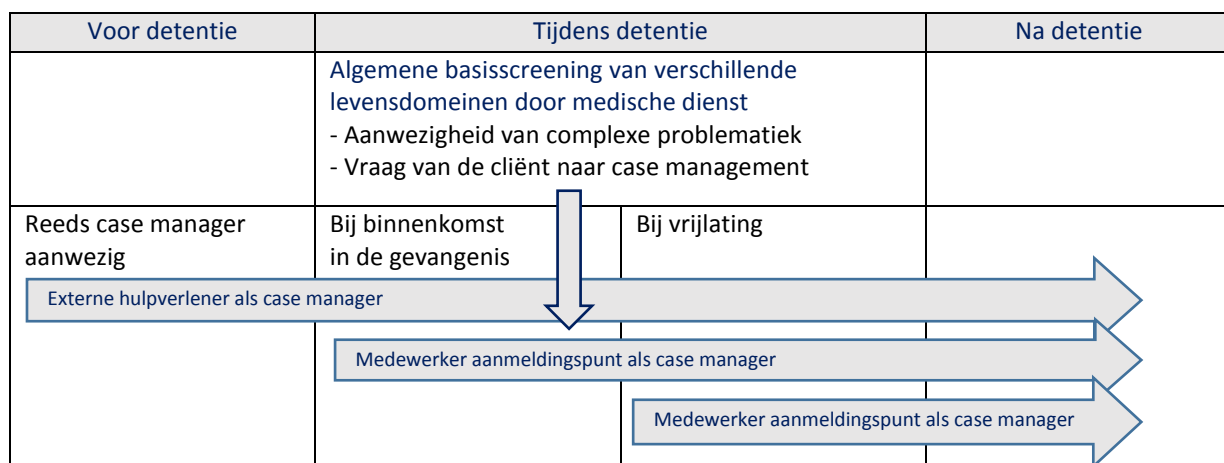 Voor detentie
Tijdens detentie
Na detentie
Algemene basisscreening van verschillende
levensdomeinen door medische dienst
- Aanwezigheid van complexe problematiek
- Vraag van de cliënt naar case management
Reeds case manager
aanwezig
Bij binnenkomst
in de gevangenis
Bij vrijlating
Externe hulpverlener als case manager
Medewerker aanmeldingspunt als case manager
Medewerker aanmeldingspunt als case manager